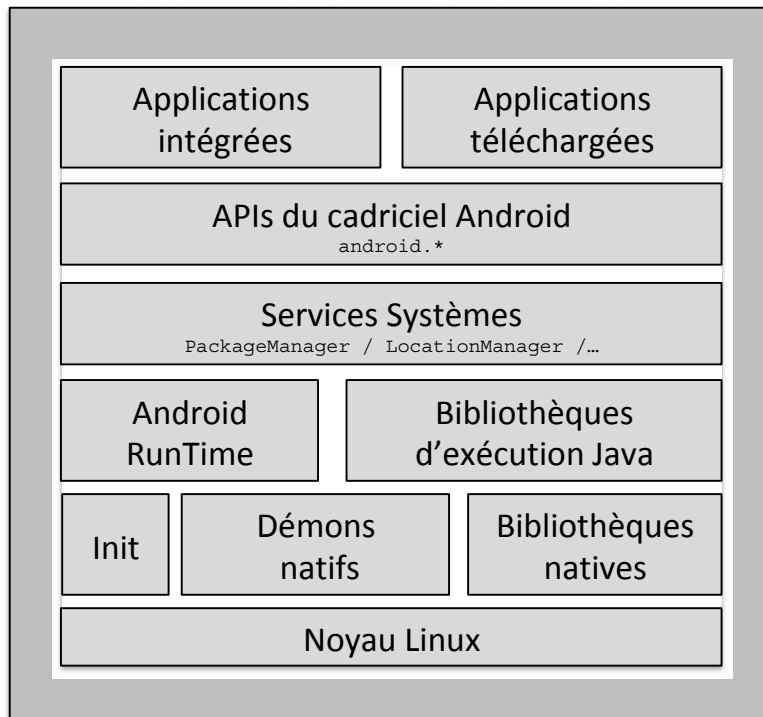 Applications
intégrées
Applications
téléchargées
APIs du cadriciel Android
android.*
Services Systèmes
PackageManager / LocationManager /…
Android
RunTime
Bibliothèques
d’exécution Java
Init
Démons
natifs
Bibliothèques
natives
Noyau Linux